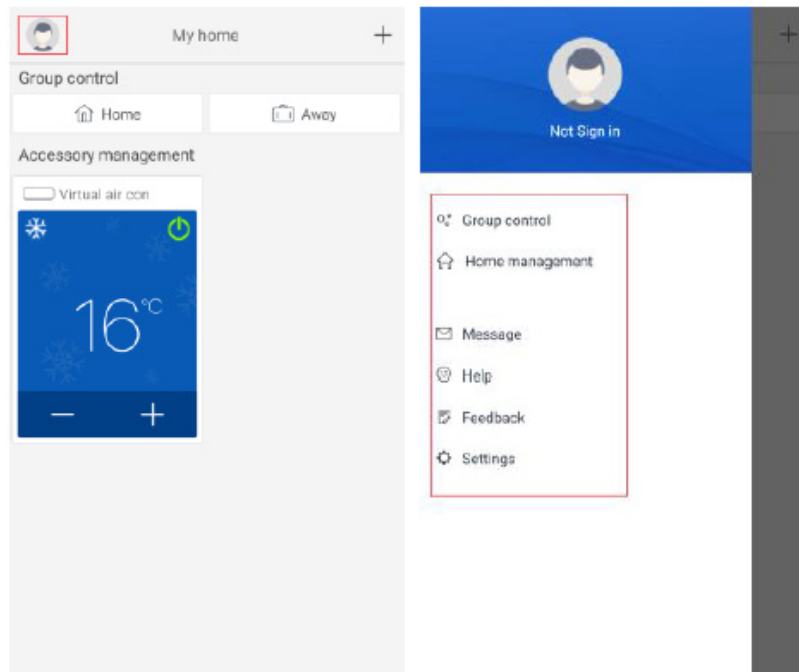 My home
Group control
Home
Away
Accessory management
Virtual air con
16°C
Not Sign in
Group control
Home management
Message
Help
Feedback
Settings